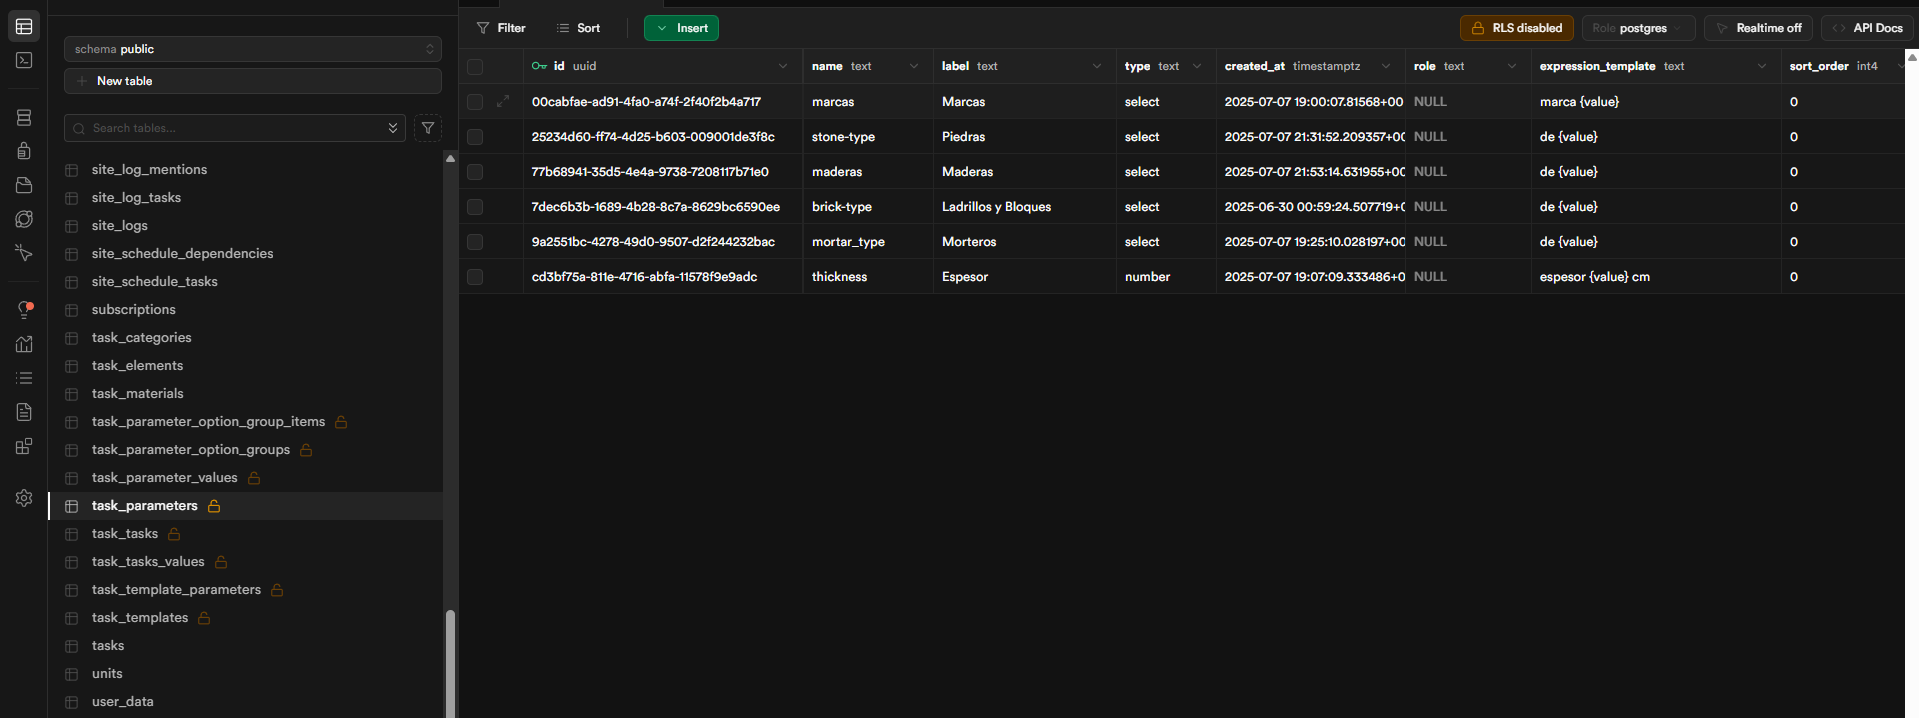 schema public
New table
Search tables...
site_log_mentions
site_log_tasks
site_logs
site_schedule_dependencies
site_schedule_tasks
subscriptions
task_categories
task_elements
task_materials
task_parameter_option_group_items
task_parameter_option_groups
task_parameter_values
task_parameters
task_tasks
task_tasks_values
task_template_parameters
task_templates
tasks
units
user_data
Filter Sort Insert RLS disabled Role postgres Realtime off API Docs
id uuid name text label text type text created_at timestamptz role text expression_template text sort_order int4
00cabfae-ad91-4fa0-a74f-2f40f2b4a717 marcas Marcas select 2025-07-07 19:00:07.81568+00 NULL marca {value} 0
25234d60-ff74-4d25-b603-009001de3f8c stone-type Piedras select 2025-07-07 21:31:52.209357+00 NULL de {value} 0
77b68941-35d5-4e4a-9738-7208117b71e0 maderas Maderas select 2025-07-07 21:53:14.631955+00 NULL de {value} 0
7dec6b3b-1689-4b28-8c7a-8629bc6590ee brick-type Ladrillos y Bloques select 2025-06-30 00:59:24.507719+0 NULL de {value} 0
9a2551bc-4278-49d0-9507-d2f244232bac mortar_type Morteros select 2025-07-07 19:25:10.028197+00 NULL de {value} 0
cd3bf75a-811e-4716-abfa-11578f9e9adc thickness Espesor number 2025-07-07 19:07:09.333486+0 NULL espesor {value} cm 0